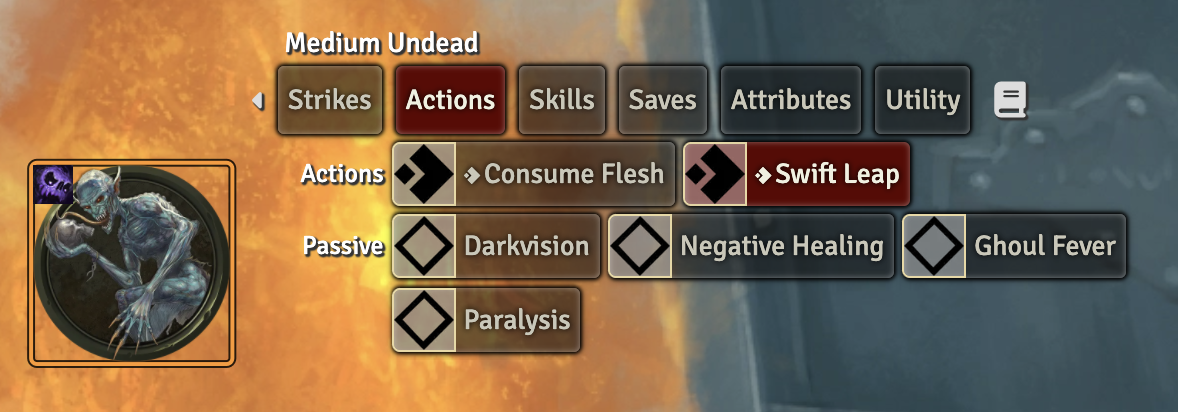 Medium Undead
Strikes Actions Skills Saves Attributes Utility
Actions Consume Flesh Swift Leap
Passive Darkvision Negative Healing Ghoul Fever
Paralysis